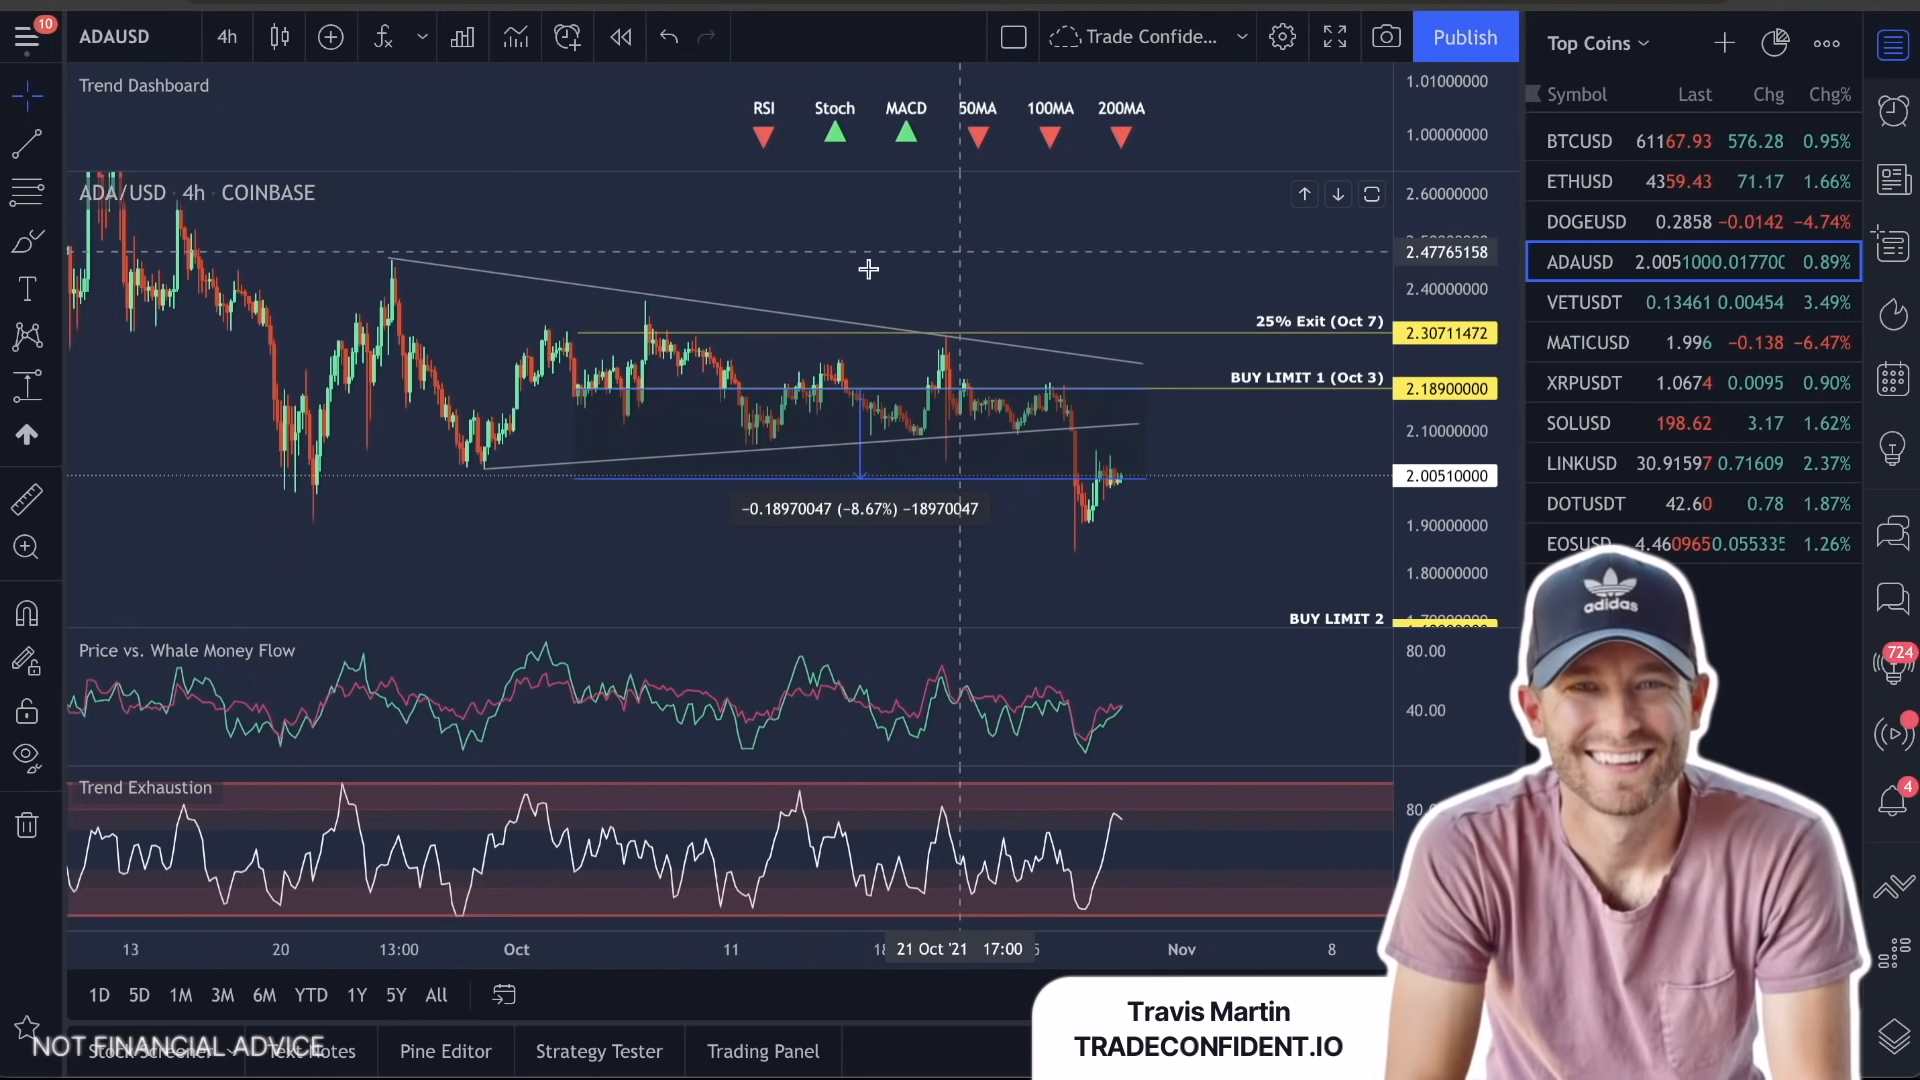 10
ADAUSD
4h
Trade Confide...
Publish
Top Coins
Trend Dashboard
RSI Stoch MACD 50MA 100MA 200MA
1.01000000
1.00000000
Symbol Last Chg Chg%
BTCUSD 61167.93 576.28 0.95%
ETHUSD 4359.43 71.17 1.66%
DOGEUSD 0.2858 −0.0142 −4.74%
ADAUSD 2.0051000.01770( 0.89%
VETUSDT 0.13461 0.00454 3.49%
MATICUSD 1.996 −0.138 −6.47%
XRPUSDT 1.0674 0.0095 0.90%
SOLUSD 198.62 3.17 1.62%
LINKUSD 30.91597 0.71609 2.37%
DOTUSDT 42.60 0.78 1.87%
EOSUSD 4.4609650.055335 1.26%
ADA/USD · 4h · COINBASE
2.60000000
2.47765158
2.40000000
25% Exit (Oct 7) 2.30711472
BUY LIMIT 1 (Oct 3) 2.18900000
2.10000000
2.00510000
−0.18970047 (−8.67%) −18970047
1.90000000
1.80000000
BUY LIMIT 2
Price vs. Whale Money Flow
80.00
40.00
Trend Exhaustion
80.
adidas
724
4
13 20 13:00 Oct 11 18 21 Oct '21 17:00 Nov 8
1D 5D 1M 3M 6M YTD 1Y 5Y All
NOT FINANCIAL ADVICE
Stock Screener Text Notes Pine Editor Strategy Tester Trading Panel
Travis Martin
TRADECONFIDENT.IO